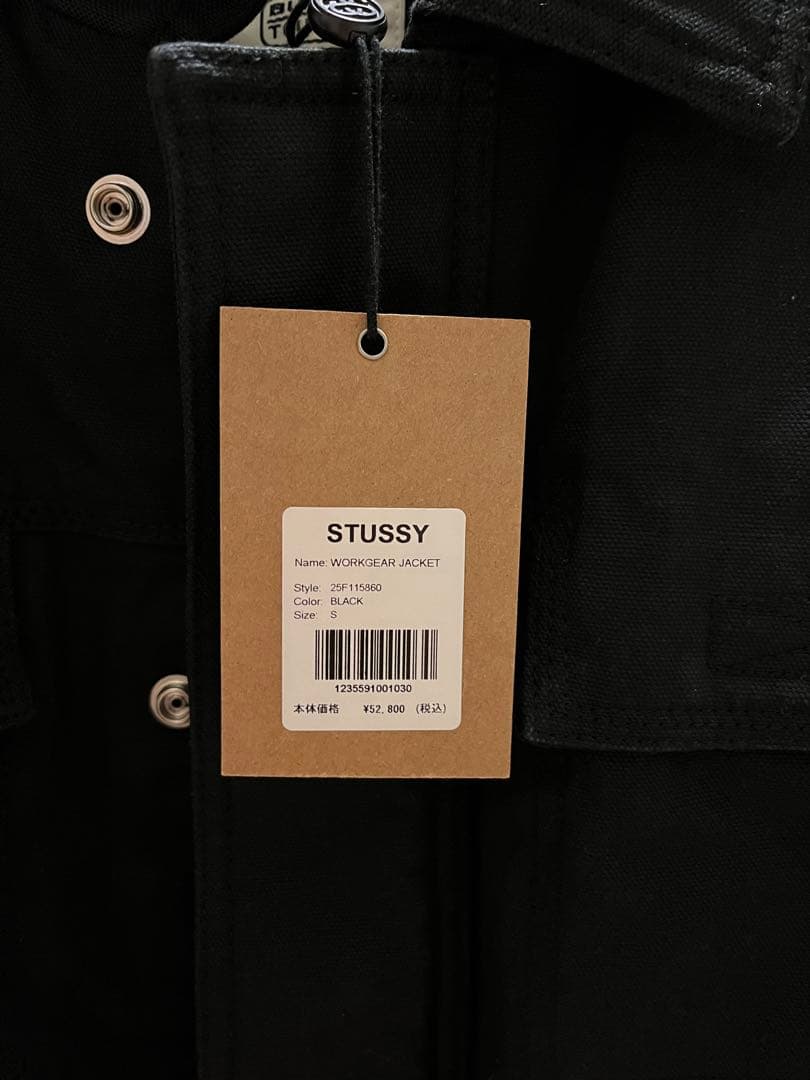 STUSSY
Name: WORKGEAR JACKET
Style: 25F115860
Color: BLACK
Size: S
1235591001030
本体価格 ¥52,800 (税込)